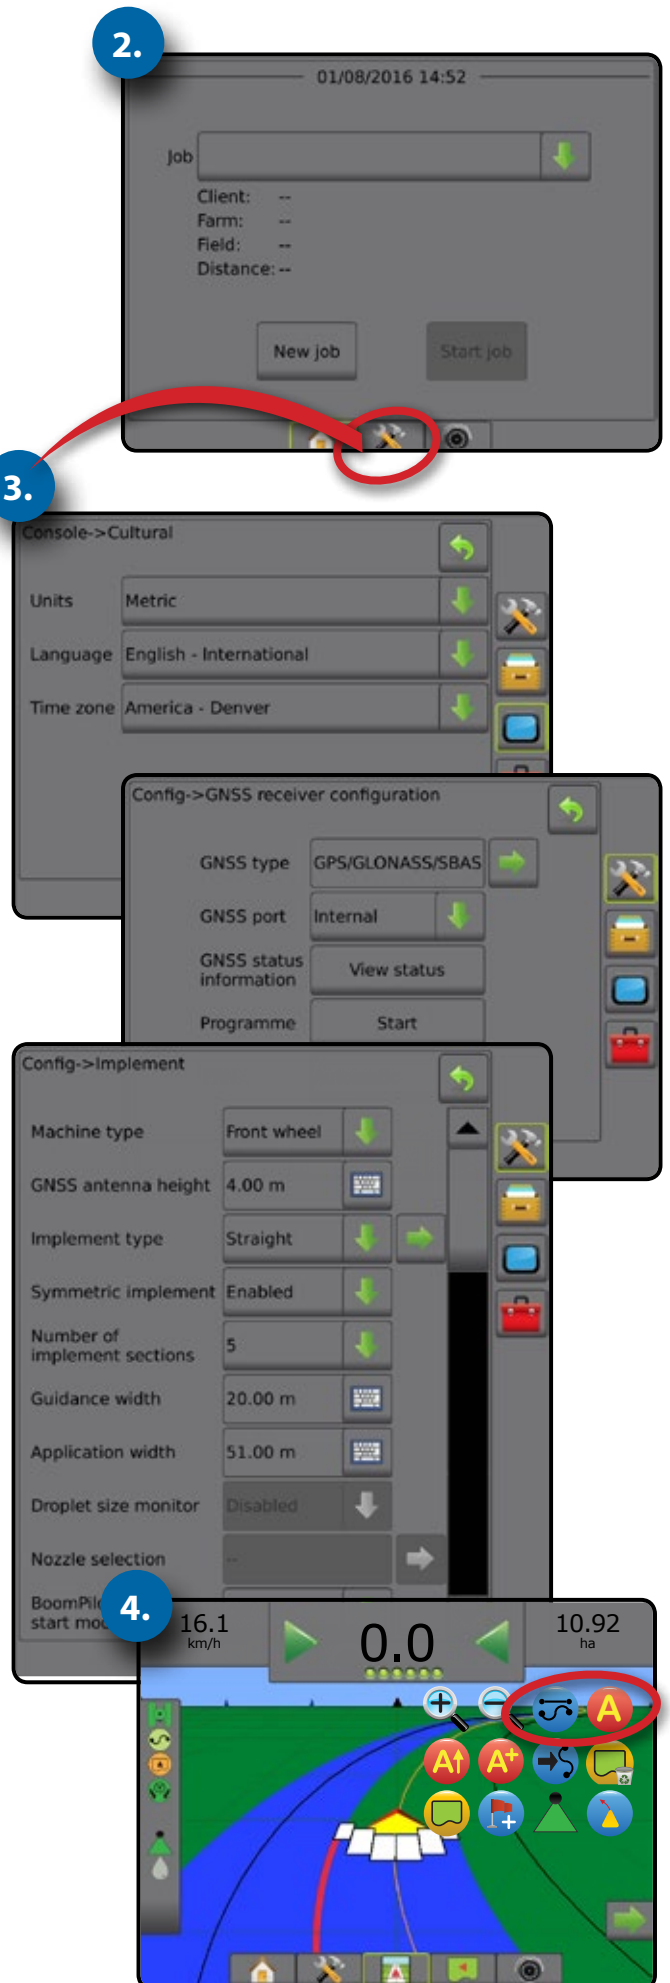 2.
01/08/2016 14:52
Job
Client: --
Farm: --
Field: --
Distance: --
New job Start job
3.
Console->Cultural
Units Metric
Language English - International
Time zone America - Denver
Config->GNSS receiver configuration
GNSS type GPS/GLONASS/SBAS
GNSS port Internal
GNSS status
information View status
Programme Start
Config->Implement
Machine type Front wheel
GNSS antenna height 4.00 m
Implement type Straight
Symmetric implement Enabled
Number of
implement sections 5
Guidance width 20.00 m
Application width 51.00 m
Droplet size monitor Disabled
Nozzle selection --
BoomPil
start mo
4.
16.1 0.0 10.92
km/h ha
A
A A+